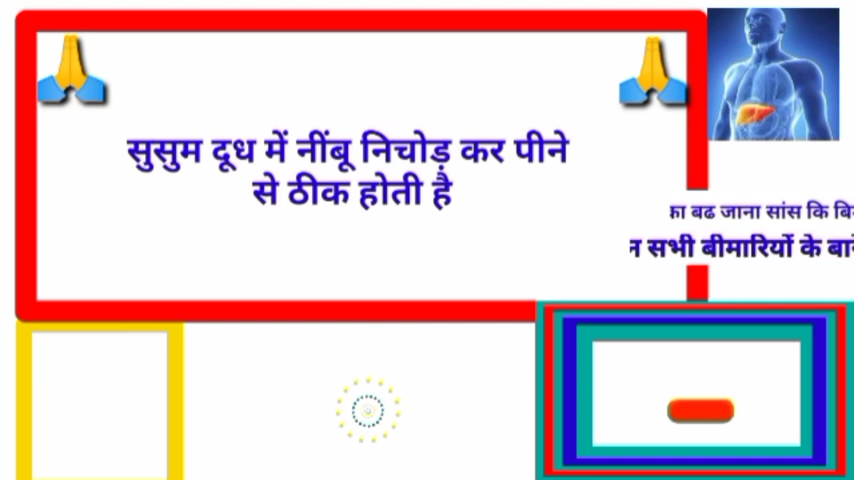 सुसुम दूध में नींबू निचोड़ कर पीने
से ठीक होती है
बढ जाना सांस कि
सभी बीमारियों के